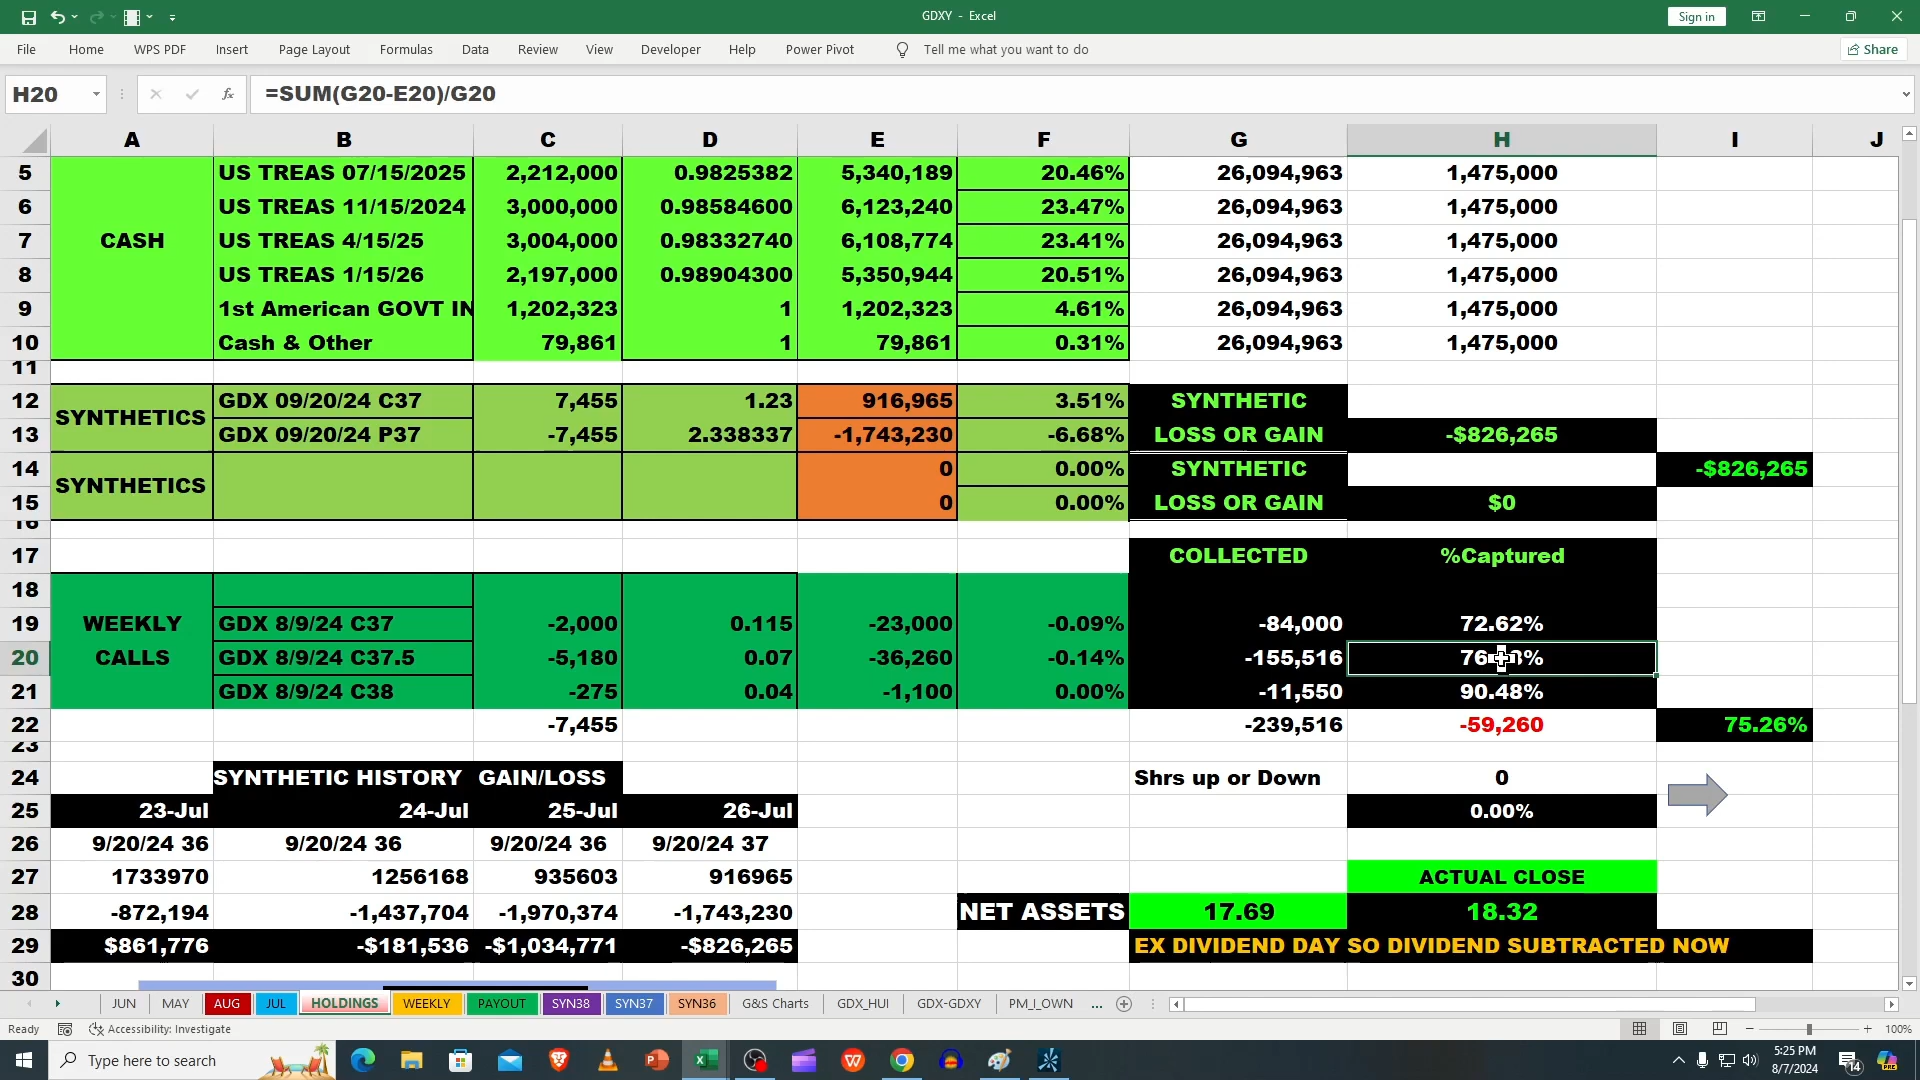 GDXY - Excel
Sign in
File Home WPS PDF Insert Page Layout Formulas Data Review View Developer Help Power Pivot Tell me what you want to do Share
H20 fx =SUM(G20-E20)/G20
A B C D E F G H I J
5 US TREAS 07/15/2025 2,212,000 0.9825382 5,340,189 20.46% 26,094,963 1,475,000
6 US TREAS 11/15/2024 3,000,000 0.98584600 6,123,240 23.47% 26,094,963 1,475,000
7 CASH US TREAS 4/15/25 3,004,000 0.98332740 6,108,774 23.41% 26,094,963 1,475,000
8 US TREAS 1/15/26 2,197,000 0.98904300 5,350,944 20.51% 26,094,963 1,475,000
9 1st American GOVT IN 1,202,323 1 1,202,323 4.61% 26,094,963 1,475,000
10 Cash & Other 79,861 1 79,861 0.31% 26,094,963 1,475,000
11
12 GDX 09/20/24 C37 7,455 1.23 916,965 3.51% SYNTHETIC
SYNTHETICS
13 GDX 09/20/24 P37 -7,455 2.338337 -1,743,230 -6.68% LOSS OR GAIN -$826,265
14 0 0.00% SYNTHETIC -$826,265
SYNTHETICS
15 0 0.00% LOSS OR GAIN $0
16
17 COLLECTED %Captured
18
19 WEEKLY GDX 8/9/24 C37 -2,000 0.115 -23,000 -0.09% -84,000 72.62%
20 CALLS GDX 8/9/24 C37.5 -5,180 0.07 -36,260 -0.14% -155,516
21 GDX 8/9/24 C38 -275 0.04 -1,100 0.00% -11,550 90.48%
22 -7,455 -239,516 -59,260 75.26%
23
24 SYNTHETIC HISTORY GAIN/LOSS Shrs up or Down 0
25 23-Jul 24-Jul 25-Jul 26-Jul 0.00%
26 9/20/24 36 9/20/24 36 9/20/24 36 9/20/24 37
27 1733970 1256168 935603 916965 ACTUAL CLOSE
28 -872,194 -1,437,704 -1,970,374 -1,743,230 NET ASSETS 17.69 18.32
29 $861,776 -$181,536 -$1,034,771 -$826,265 EX DIVIDEND DAY SO DIVIDEND SUBTRACTED NOW
30
JUN MAY AUG JUL HOLDINGS WEEKLY PAYOUT SYN38 SYN37 SYN36 G&S Charts GDX_HUI GDX-GDXY PM_I_OWN ...
Ready Accessibility: Investigate 100%
Type here to search
5:25 PM
8/7/2024
14